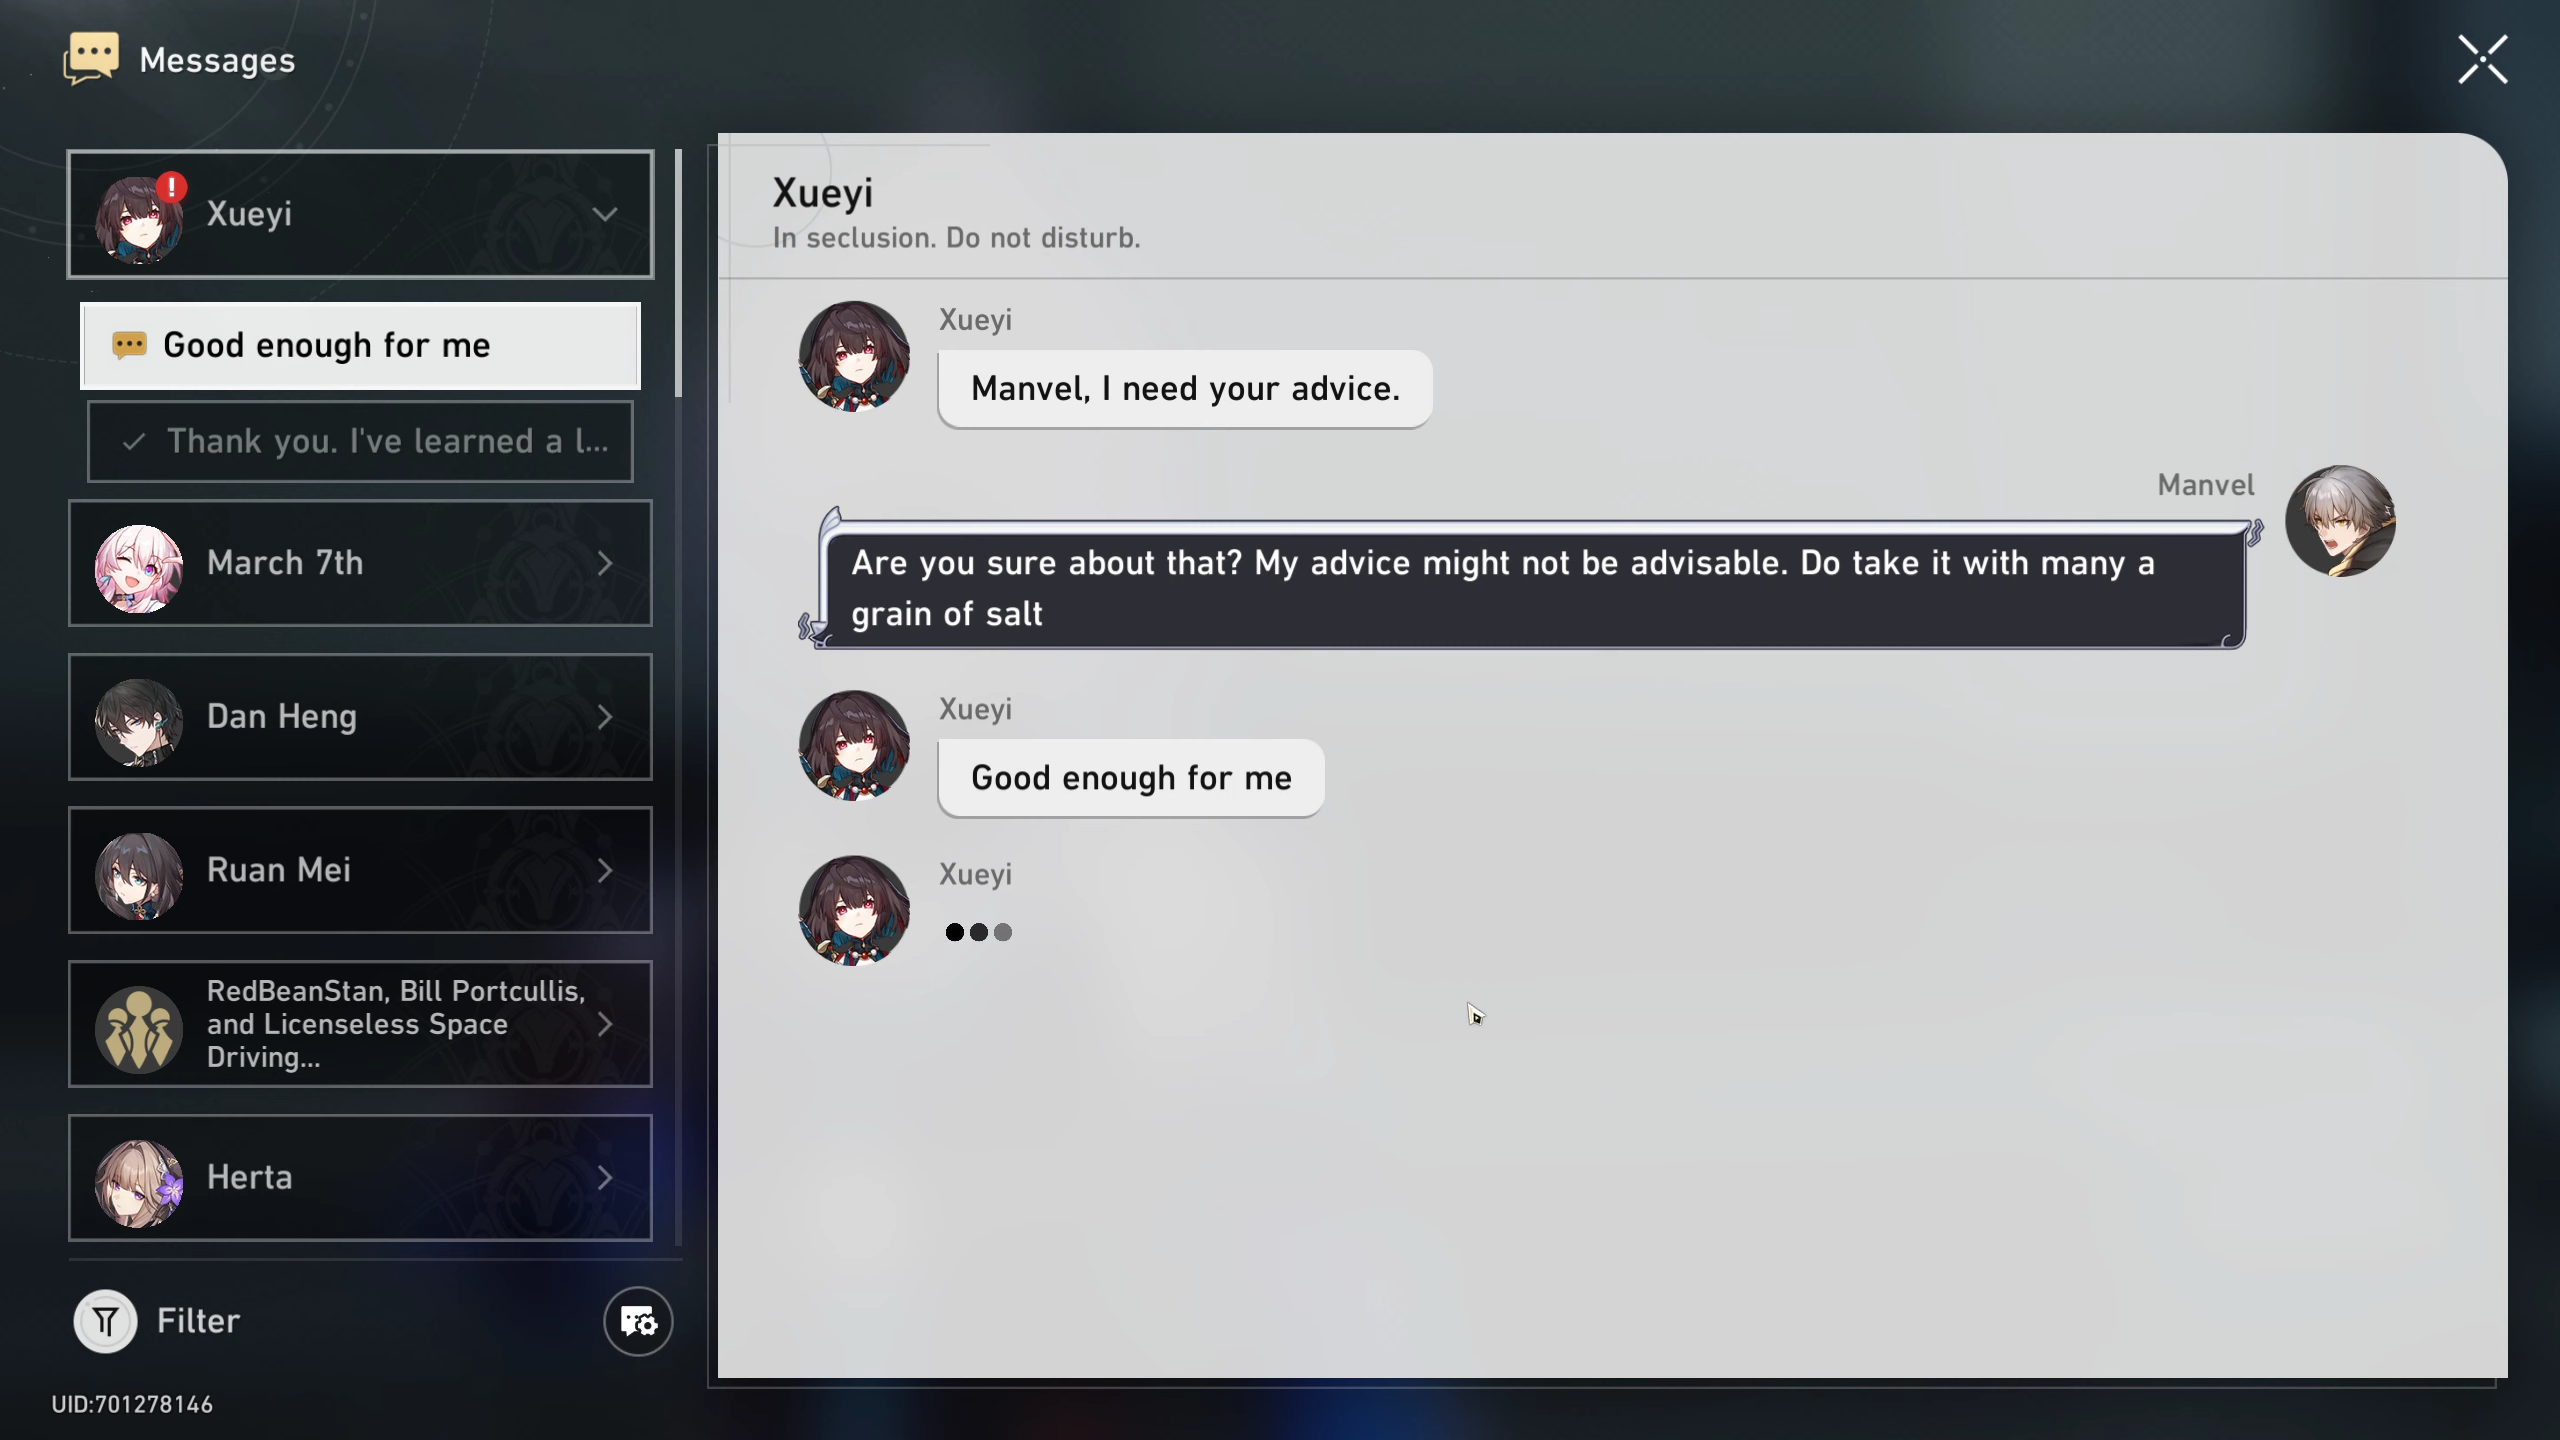 Messages
Xueyi
Good enough for me
Thank you. I've learned a l...
March 7th
Dan Heng
Ruan Mei
RedBeanStan, Bill Portcullis,
and Licenseless Space
Driving...
Herta
Filter
UID:701278146
Xueyi
In seclusion. Do not disturb.
Xueyi
Manvel, I need your advice.
Manvel
Are you sure about that? My advice might not be advisable. Do take it with many a
grain of salt
Xueyi
Good enough for me
Xueyi